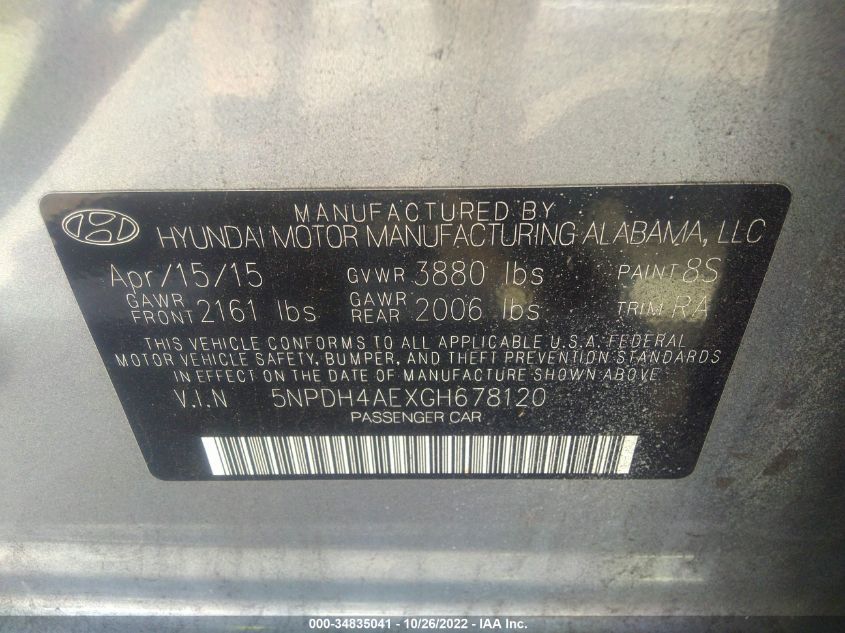 MANUFACTURED BY
HYUNDAI MOTOR MANUFACTURING ALABAMA, LLC
Apr/15/15 GVWR 3880 lbs PAINT 8S
GAWR FRONT 2161 lbs GAWR REAR 2006 lbs TRIM RA
THIS VEHICLE CONFORMS TO ALL APPLICABLE U.S.A. FEDERAL
MOTOR VEHICLE SAFETY, BUMPER, AND THEFT PREVENTION STANDARDS
IN EFFECT ON THE DATE OF MANUFACTURE SHOWN ABOVE
V.I.N 5NPDH4AEXGH678120
PASSENGER CAR
000-34835041 - 10/26/2022 - IAA Inc.